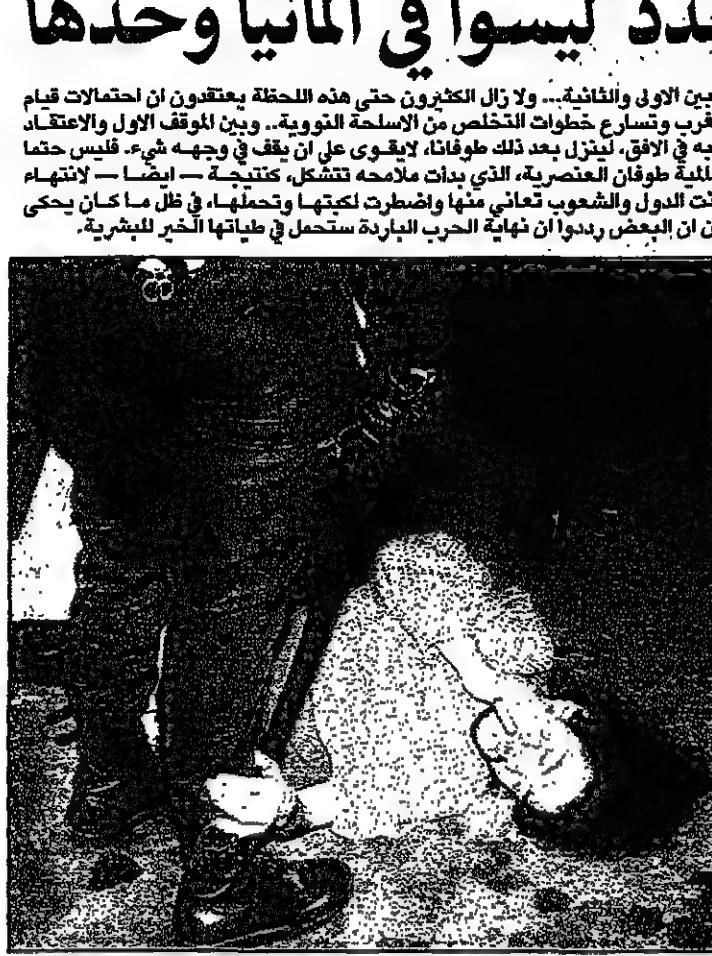 ليسوا في المانيا وحدها
بين الاولى والثانية... ولا زال الكثيرون حتى هذه اللحظة يعتقدون ان احتمالات قيام
غرب وتسارع خطوات التخلص من الاسلحة النووية.. وبين الموقف الاول والاعتقاد
به في الافق، لينزل بعد ذلك طوفانا، لايقوى على ان يقف في وجهه شيء. فليس حتما
طوفان العنصرية، الذي بدأت ملامحه تتشكل، كنتيجة — ايضا — لانتهاء
الدول والشعوب تعاني منها واضطرت لكبتها وتحملها، في ظل ما كان يحكى
ان البعض رددوا ان نهاية الحرب الباردة ستحمل في طياتها الخير للبشرية.